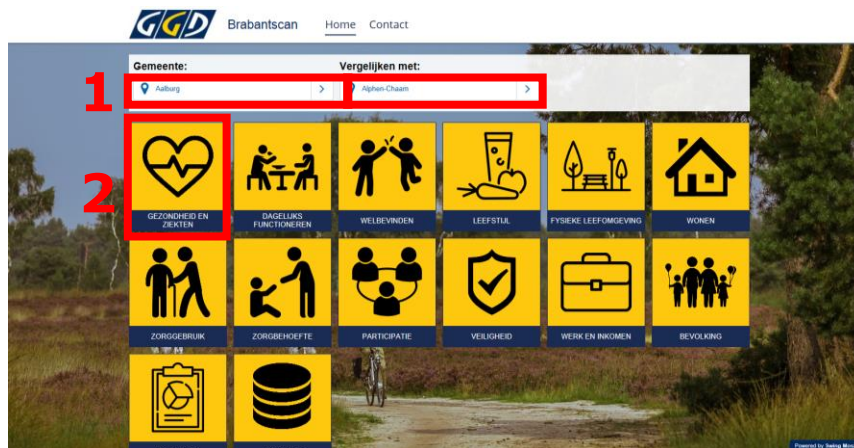 GGD Brabantscan Home Contact
Gemeente: Vergelijken met:
1
Aalburg > Alphen-Chaam >
2
GEZONDHEID EN
ZIEKTEN
DAGELIJKS
FUNCTIONEREN
WELBEVINDEN
LEEFSTIJL
FYSIEKE LEEFOMGEVING
WONEN
ZORGGEBRUIK
ZORGBEHOEFTE
PARTICIPATIE
VEILIGHEID
WERK EN INKOMEN
BEVOLKING
Powered by Swing